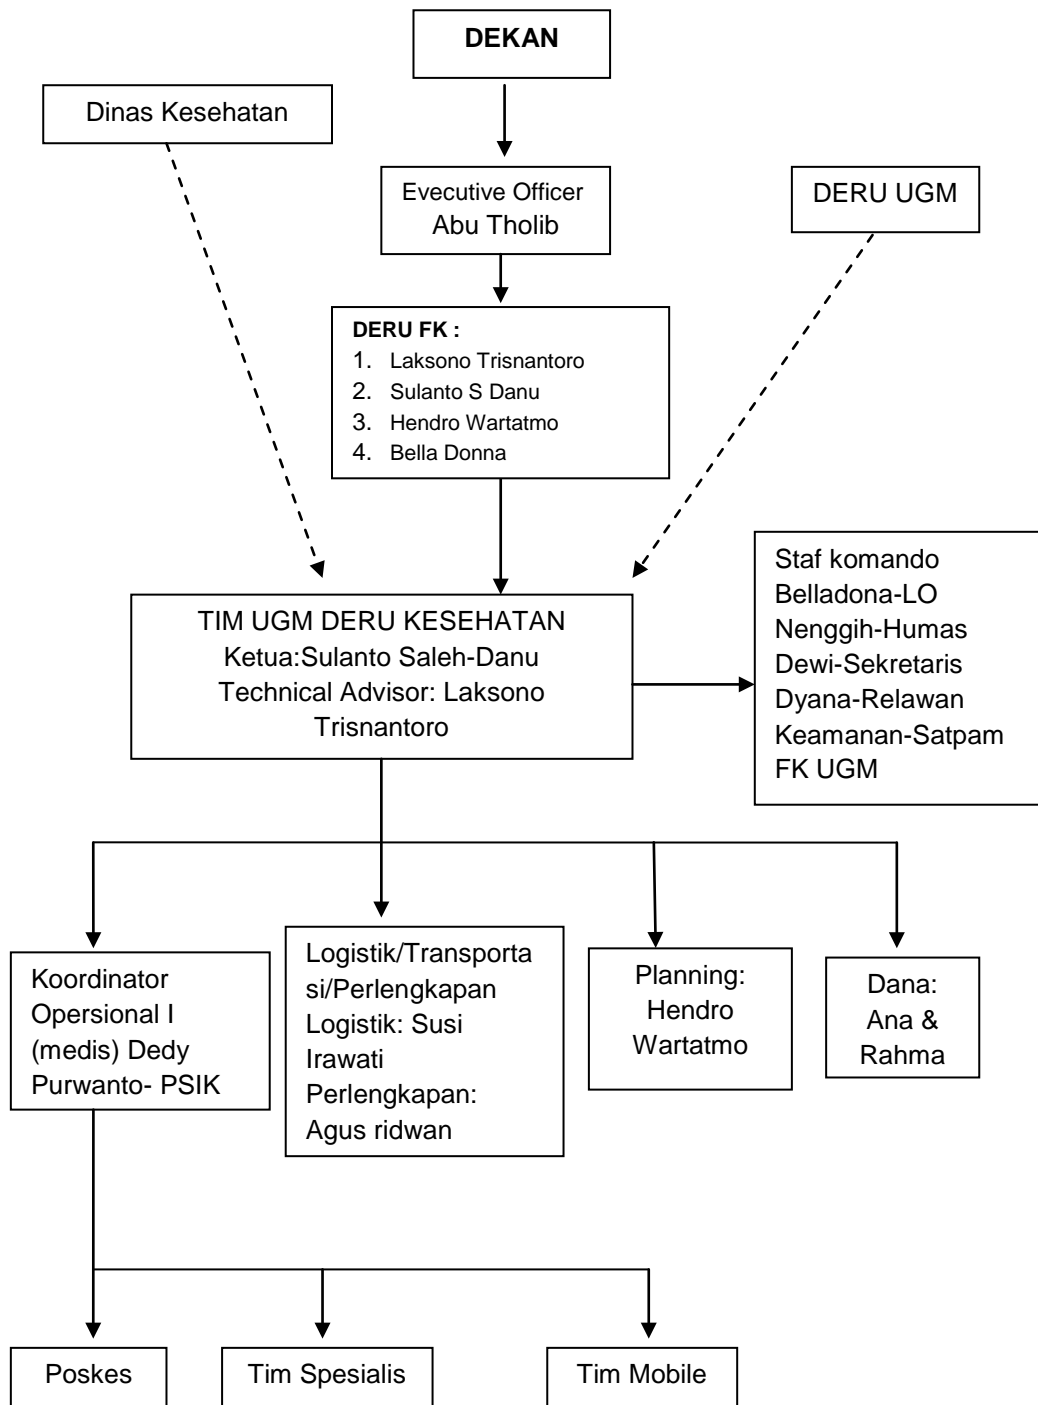 DEKAN
Dinas Kesehatan
Evecutive Officer
Abu Tholib
DERU UGM
DERU FK :
1. Laksono Trisnantoro
2. Sulanto S Danu
3. Hendro Wartatmo
4. Bella Donna
Staf komando
Belladona-LO
Nenggih-Humas
Dewi-Sekretaris
Dyana-Relawan
Keamanan-Satpam
FK UGM
TIM UGM DERU KESEHATAN
Ketua:Sulanto Saleh-Danu
Technical Advisor: Laksono
Trisnantoro
Koordinator
Opersional I
(medis) Dedy
Purwanto- PSIK
Logistik/Transporta
si/Perlengkapan
Logistik: Susi
Irawati
Perlengkapan:
Agus ridwan
Planning:
Hendro
Wartatmo
Dana:
Ana &
Rahma
Poskes
Tim Spesialis
Tim Mobile